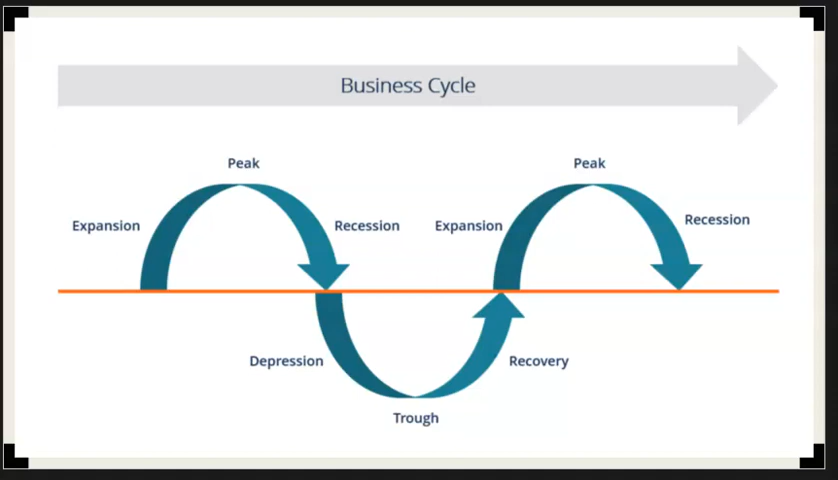 Business Cycle
Peak
Peak
Expansion
Recession
Expansion
Recession
Depression
Recovery
Trough